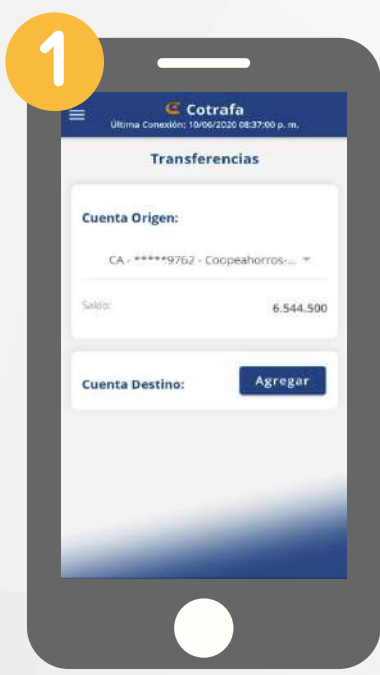 1
Cotrafa
Última Conexión: 10/06/2020 08:37:00 p. m.
Transferencias
Cuenta Origen:
CA - *****9762 - Coopeahorros-...
Saldo:
6.544.500
Cuenta Destino:
Agregar